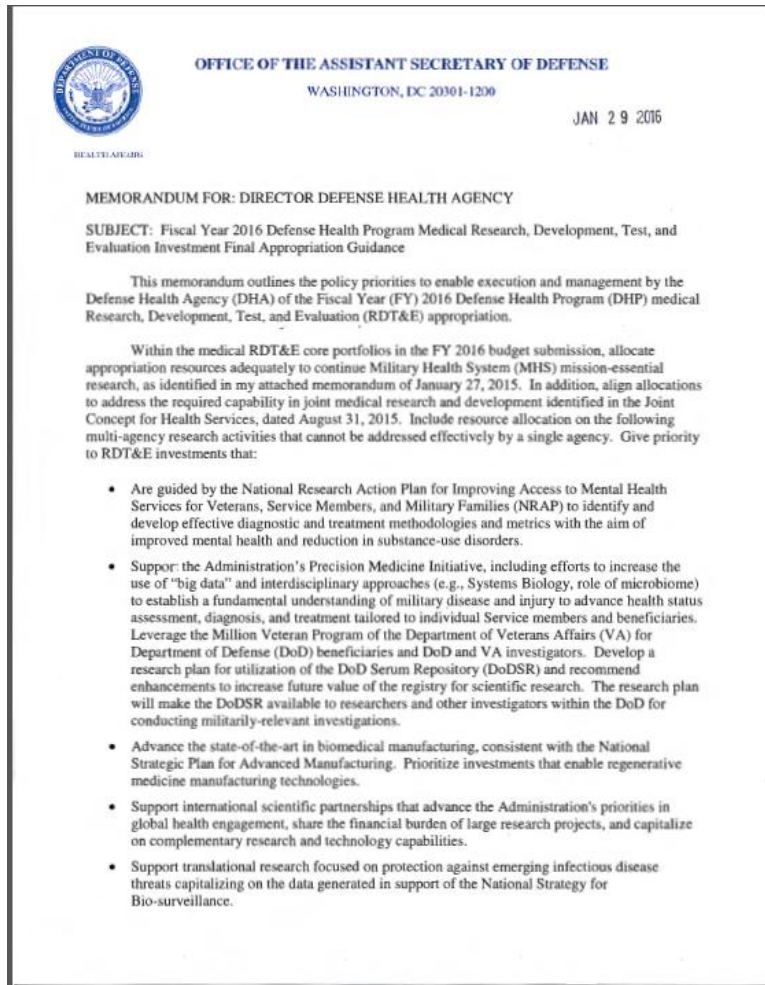 DEPARTMENT OF DEFENSE
UNITED STATES OF AMERICA
OFFICE OF THE ASSISTANT SECRETARY OF DEFENSE
WASHINGTON, DC 20301-1200
JAN 29 2016
HEALTH AFFAIRS
MEMORANDUM FOR: DIRECTOR DEFENSE HEALTH AGENCY
SUBJECT: Fiscal Year 2016 Defense Health Program Medical Research, Development, Test, and
Evaluation Investment Final Appropriation Guidance
This memorandum outlines the policy priorities to enable execution and management by the
Defense Health Agency (DHA) of the Fiscal Year (FY) 2016 Defense Health Program (DHP) medical
Research, Development, Test, and Evaluation (RDT&E) appropriation.
Within the medical RDT&E core portfolios in the FY 2016 budget submission, allocate
appropriation resources adequately to continue Military Health System (MHS) mission-essential
research, as identified in my attached memorandum of January 27, 2015. In addition, align allocations
to address the required capability in joint medical research and development identified in the Joint
Concept for Health Services, dated August 31, 2015. Include resource allocation on the following
multi-agency research activities that cannot be addressed effectively by a single agency. Give priority
to RDT&E investments that:
• Are guided by the National Research Action Plan for Improving Access to Mental Health
Services for Veterans, Service Members, and Military Families (NRAP) to identify and
develop effective diagnostic and treatment methodologies and metrics with the aim of
improved mental health and reduction in substance-use disorders.
• Support the Administration's Precision Medicine Initiative, including efforts to increase the
use of "big data" and interdisciplinary approaches (e.g., Systems Biology, role of microbiome)
to establish a fundamental understanding of military disease and injury to advance health status
assessment, diagnosis, and treatment tailored to individual Service members and beneficiaries.
Leverage the Million Veteran Program of the Department of Veterans Affairs (VA) for
Department of Defense (DoD) beneficiaries and DoD and VA investigators. Develop a
research plan for utilization of the DoD Serum Repository (DoDSR) and recommend
enhancements to increase future value of the registry for scientific research. The research plan
will make the DoDSR available to researchers and other investigators within the DoD for
conducting militarily-relevant investigations.
• Advance the state-of-the-art in biomedical manufacturing, consistent with the National
Strategic Plan for Advanced Manufacturing. Prioritize investments that enable regenerative
medicine manufacturing technologies.
• Support international scientific partnerships that advance the Administration's priorities in
global health engagement, share the financial burden of large research projects, and capitalize
on complementary research and technology capabilities.
• Support translational research focused on protection against emerging infectious disease
threats capitalizing on the data generated in support of the National Strategy for
Bio-surveillance.